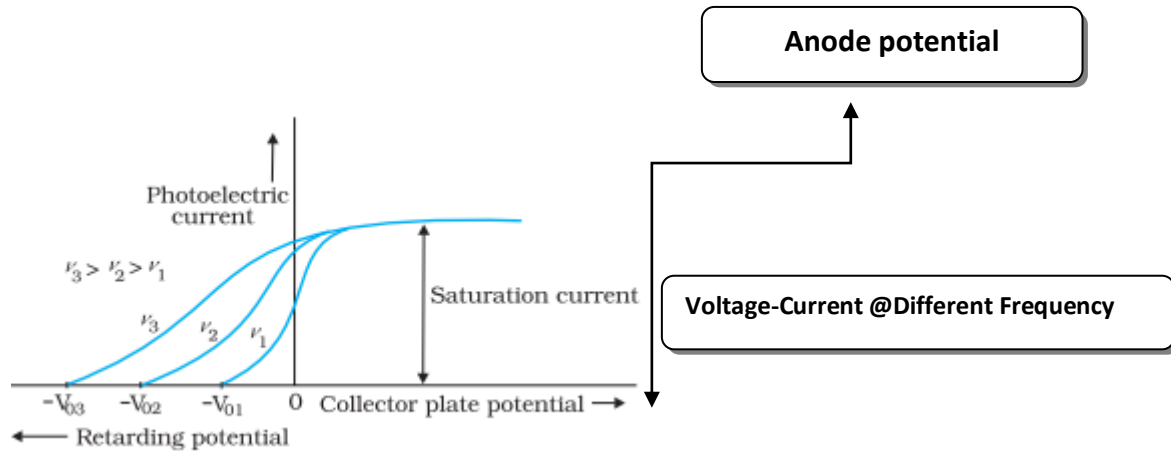 Anode potential
Photoelectric
current
ν₃ > ν₂ > ν₁
Saturation current
Voltage-Current @Different Frequency
ν₃
ν₂
ν₁
−V₀₃ −V₀₂ −V₀₁ 0 Collector plate potential →
← Retarding potential